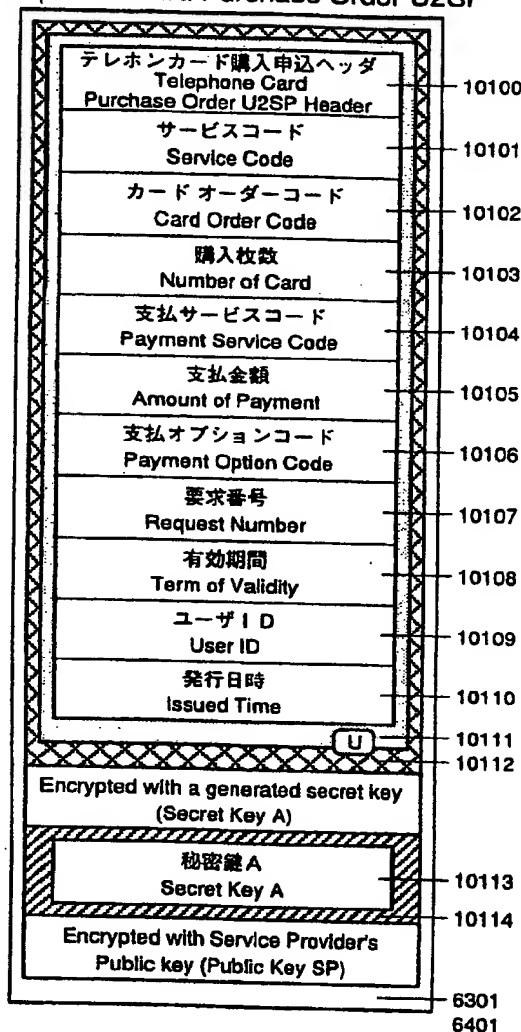 Purchase Order U2SP
テレホンカード購入申込ヘッダ
Telephone Card
Purchase Order U2SP Header
10100
サービスコード
Service Code
10101
カード オーダーコード
Card Order Code
10102
購入枚数
Number of Card
10103
支払サービスコード
Payment Service Code
10104
支払金額
Amount of Payment
10105
支払オプションコード
Payment Option Code
10106
要求番号
Request Number
10107
有効期間
Term of Validity
10108
ユーザID
User ID
10109
発行日時
Issued Time
10110
U
10111
10112
Encrypted with a generated secret key
(Secret Key A)
秘密鍵A
Secret Key A
10113
10114
Encrypted with Service Provider's
Public key (Public Key SP)
6301
6401